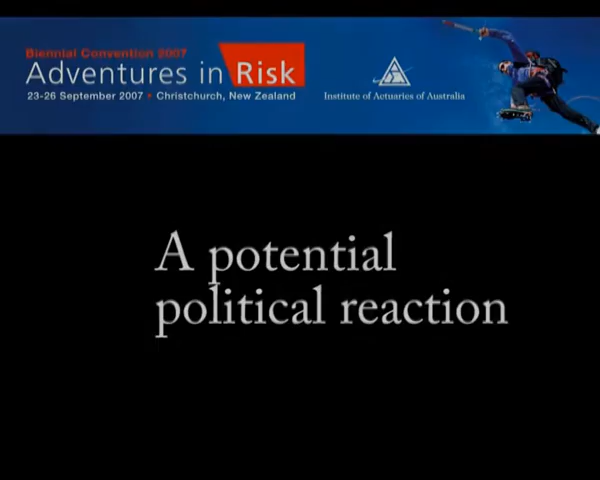 Biennial Convention 2007
Adventures in Risk
23-26 September 2007 • Christchurch, New Zealand
Institute of Actuaries of Australia
A potential
political reaction